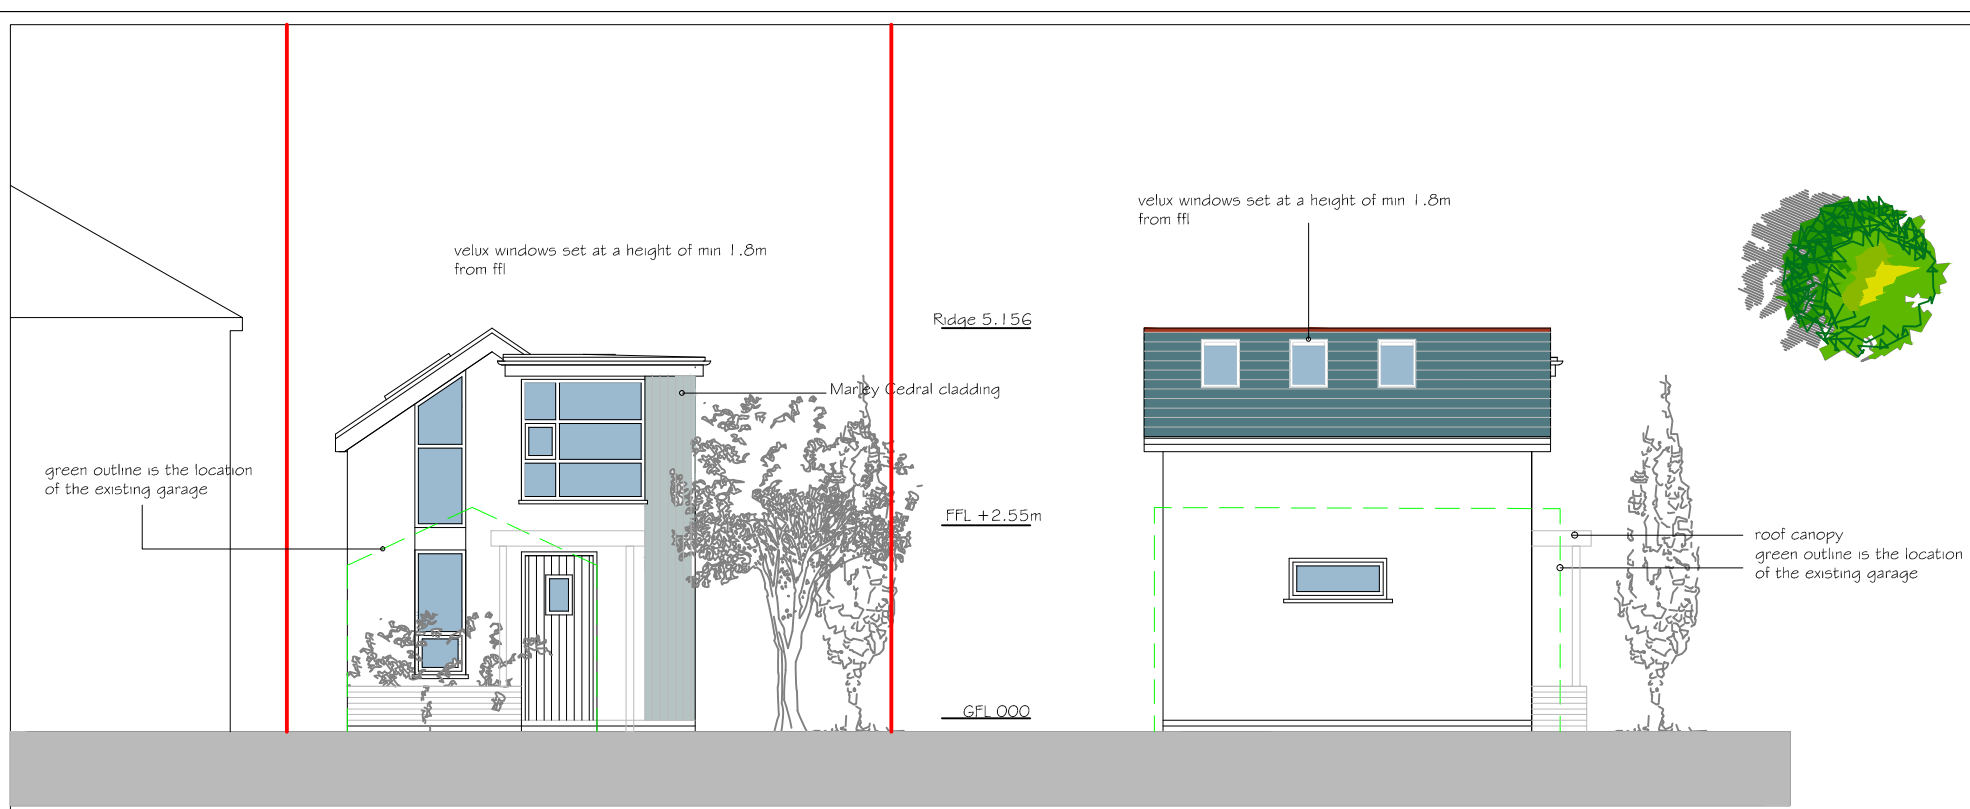 velux windows set at a height of min 1.8m
from ffl
velux windows set at a height of min 1.8m
from ffl
Ridge 5.156
Marley Cedral cladding
green outline is the location
of the existing garage
FFL +2.55m
roof canopy
green outline is the location
of the existing garage
GFL 000